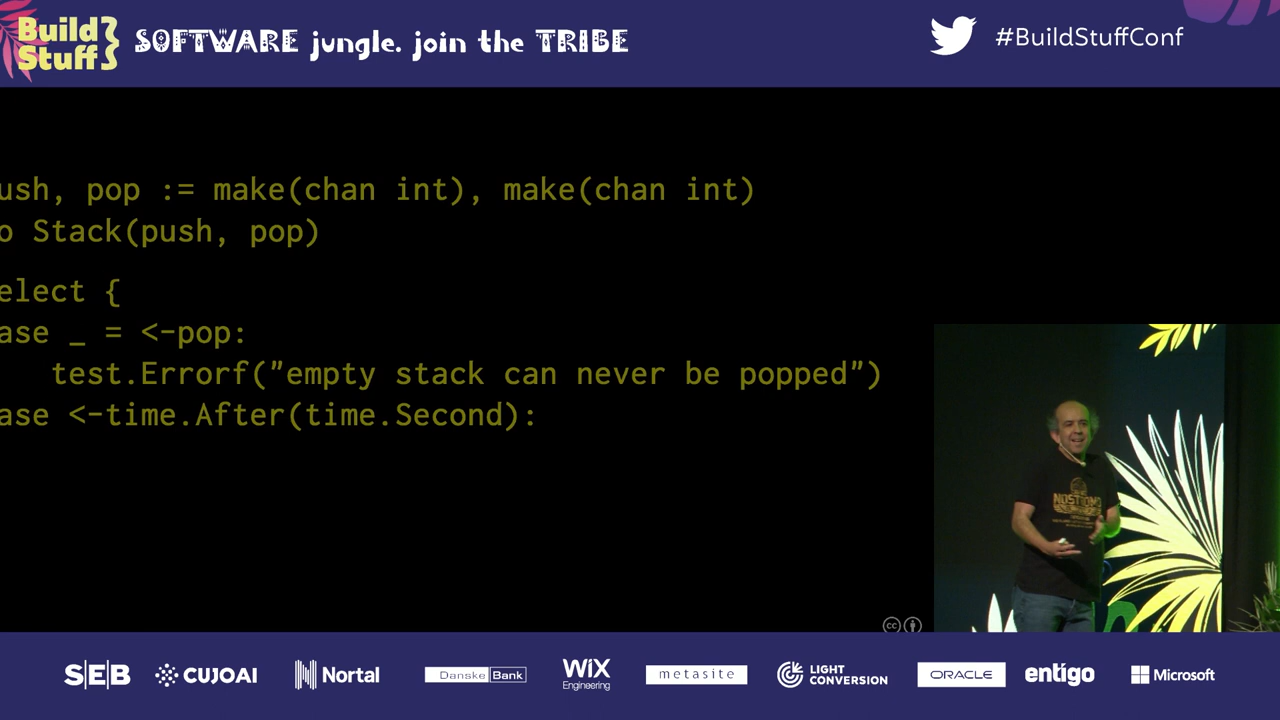 Build
Stuff
SOFTWARE jungle. join the TRIBE
#BuildStuffConf
ush, pop := make(chan int), make(chan int)
o Stack(push, pop)
elect {
ase _ = <-pop:
test.Errorf("empty stack can never be popped")
ase <-time.After(time.Second):
NOSTROMO
cc
S|E|B
CUJOAI
Nortal
Danske Bank
WiX
Engineering
metasite
LIGHT
CONVERSION
ORACLE
entigo
Microsoft